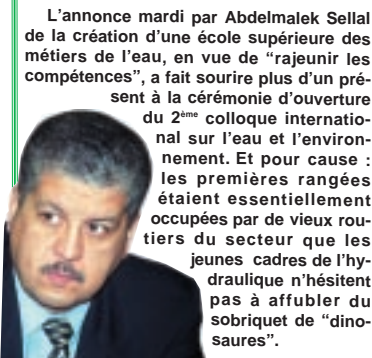 L'annonce mardi par Abdelmalek Sellal
de la création d'une école supérieure des
métiers de l'eau, en vue de “rajeunir les
compétences”, a fait sourire plus d'un pré-
sent à la cérémonie d'ouverture
du 2ème colloque internatio-
nal sur l'eau et l'environ-
nement. Et pour cause :
les premières rangées
étaient essentiellement
occupées par de vieux rou-
tiers du secteur que les
jeunes cadres de l'hy-
draulique n'hésitent
pas à affubler du
sobriquet de “dino-
saures”.